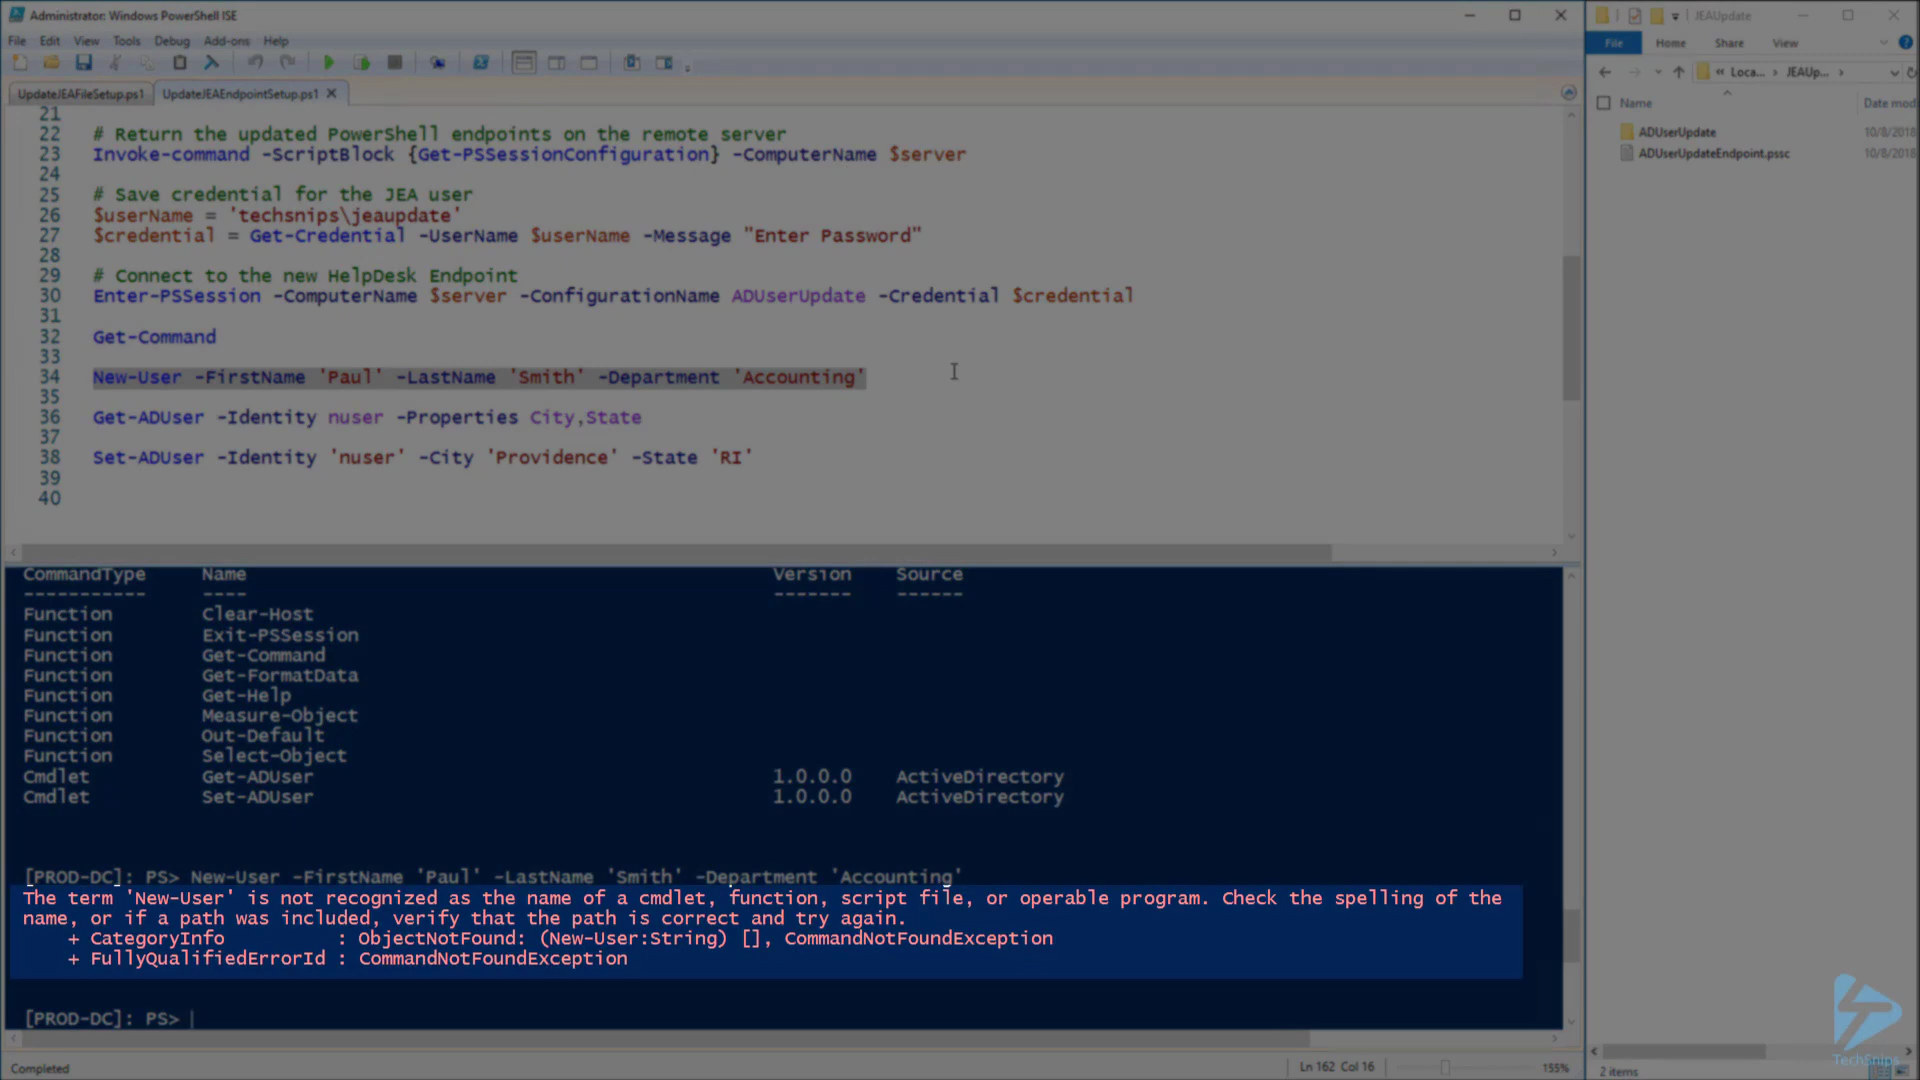 Administrator: Windows PowerShell ISE
File Edit View Tools Debug Add-ons Help
UpdateJEAFileSetup.ps1 UpdateJEAEndpointSetup.ps1
21
22 # Return the updated PowerShell endpoints on the remote server
23 Invoke-command -ScriptBlock {Get-PSSessionConfiguration} -ComputerName $server
24
25 # Save credential for the JEA user
26 $userName = 'techsnips\jeaupdate'
27 $credential = Get-Credential -UserName $userName -Message "Enter Password"
28
29 # Connect to the new HelpDesk Endpoint
30 Enter-PSSession -ComputerName $server -ConfigurationName ADUserUpdate -Credential $credential
31
32 Get-Command
33
34 New-User -FirstName 'Paul' -LastName 'Smith' -Department 'Accounting'
35
36 Get-ADUser -Identity nuser -Properties City,State
37
38 Set-ADUser -Identity 'nuser' -City 'Providence' -State 'RI'
39
40
CommandType Name Version Source
----------- ---- ------- ------
Function Clear-Host
Function Exit-PSSession
Function Get-Command
Function Get-FormatData
Function Get-Help
Function Measure-Object
Function Out-Default
Function Select-Object
Cmdlet Get-ADUser 1.0.0.0 ActiveDirectory
Cmdlet Set-ADUser 1.0.0.0 ActiveDirectory
[PROD-DC]: PS> New-User -FirstName 'Paul' -LastName 'Smith' -Department 'Accounting'
The term 'New-User' is not recognized as the name of a cmdlet, function, script file, or operable program. Check the spelling of the
name, or if a path was included, verify that the path is correct and try again.
+ CategoryInfo : ObjectNotFound: (New-User:String) [], CommandNotFoundException
+ FullyQualifiedErrorId : CommandNotFoundException
[PROD-DC]: PS>
Completed Ln 162 Col 16 155%
JEAUpdate
File Home Share View
« Loca... › JEAUp... ›
Name Date mod
ADUserUpdate 10/8/2018
ADUserUpdateEndpoint.pssc 10/8/2018
2 items
TechSnips